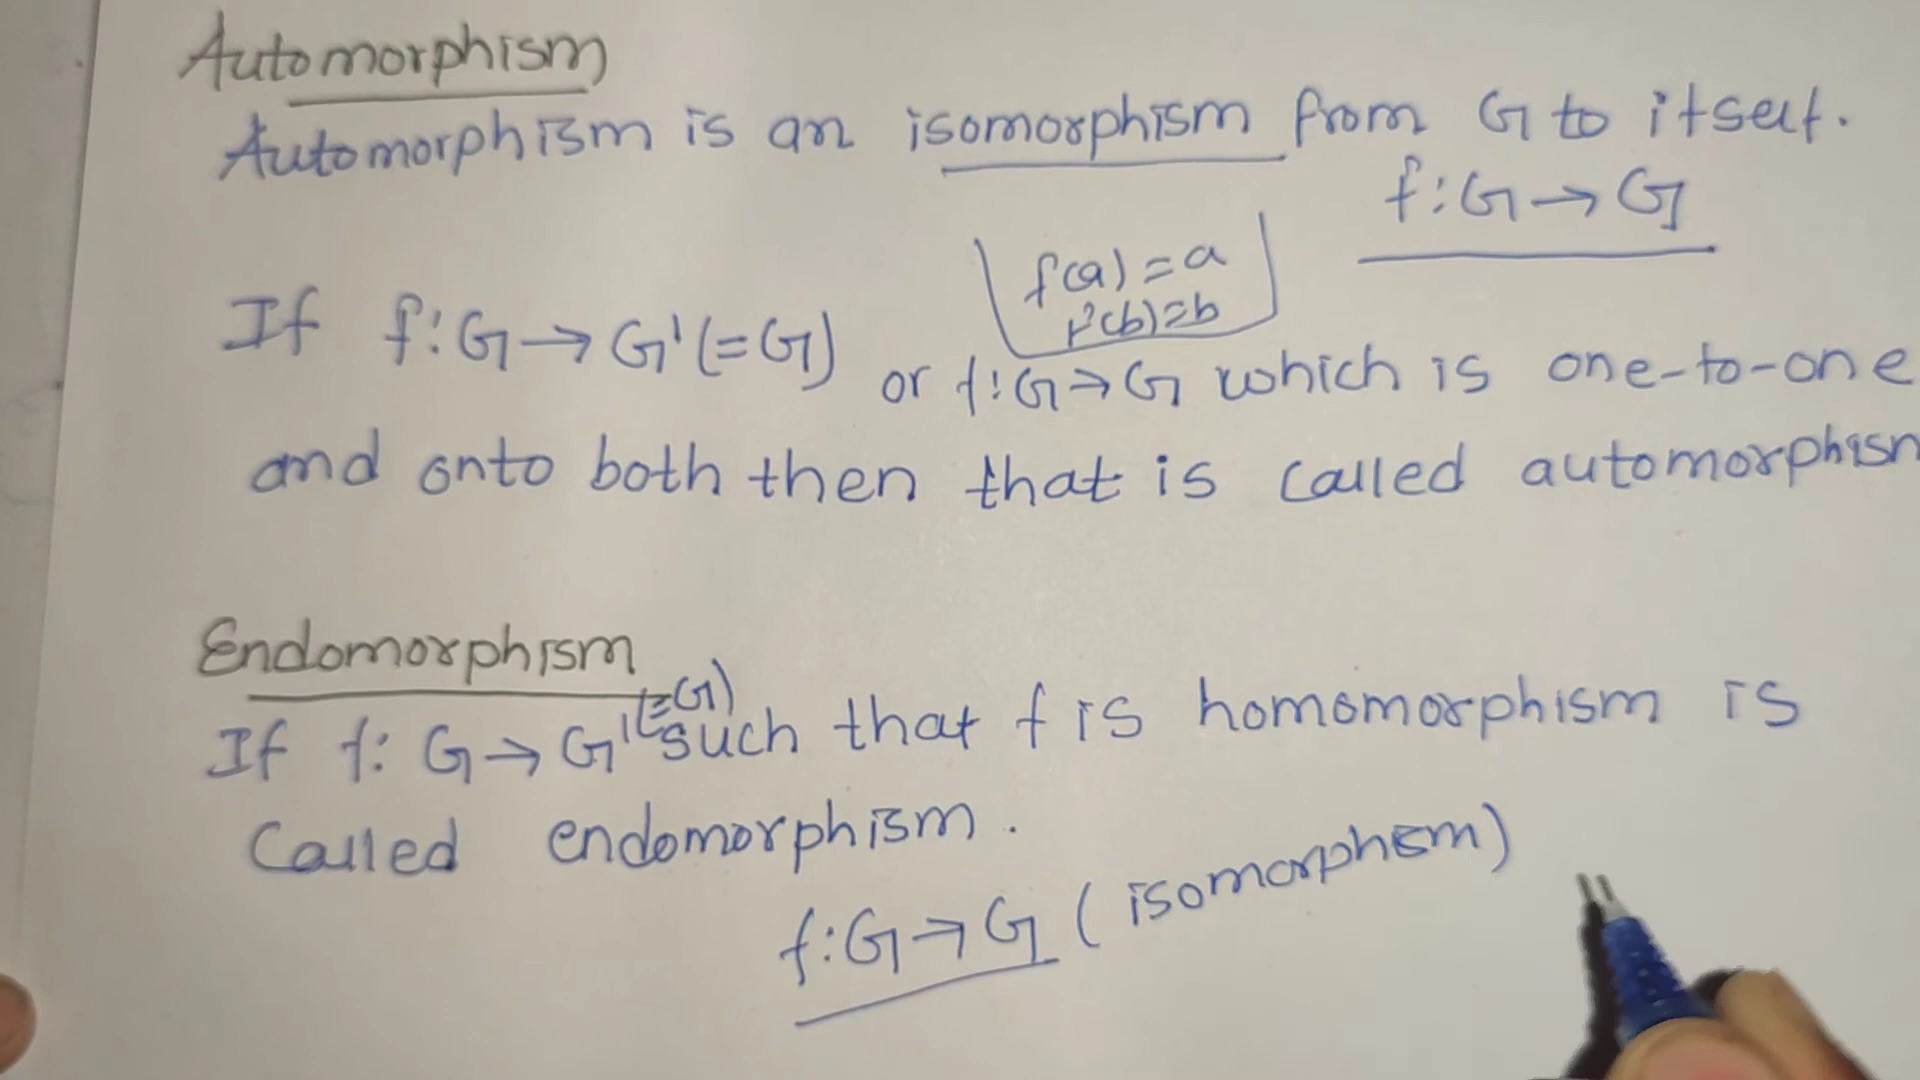 Automorphism
Automorphism is an isomorphism from G to itself.
f:G→G
f(a)=a
f(b)=b
If f:G→G'(=G) or f:G→G which is one-to-one
and onto both then that is called automorphism
Endomorphism
If f: G→G'(=G) such that f is homomorphism is
Called endomorphism.
f:G→G (isomorphism)